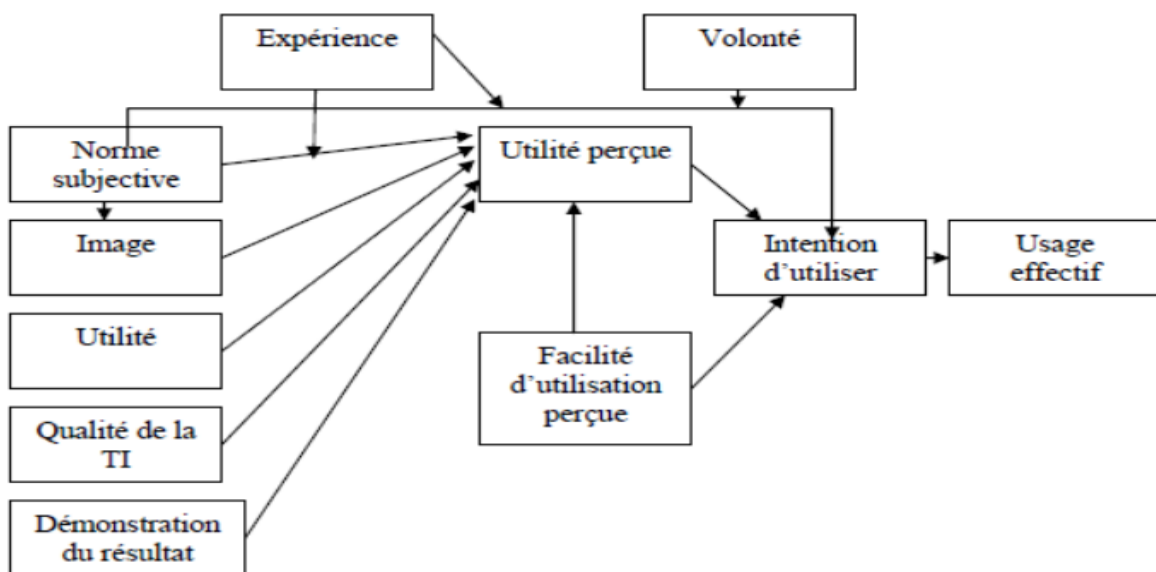 Expérience
Volonté
Norme
subjective
Utilité perçue
Image
Intention
d’utiliser
Usage
effectif
Utilité
Facilité
d’utilisation
perçue
Qualité de la
TI
Démonstration
du résultat